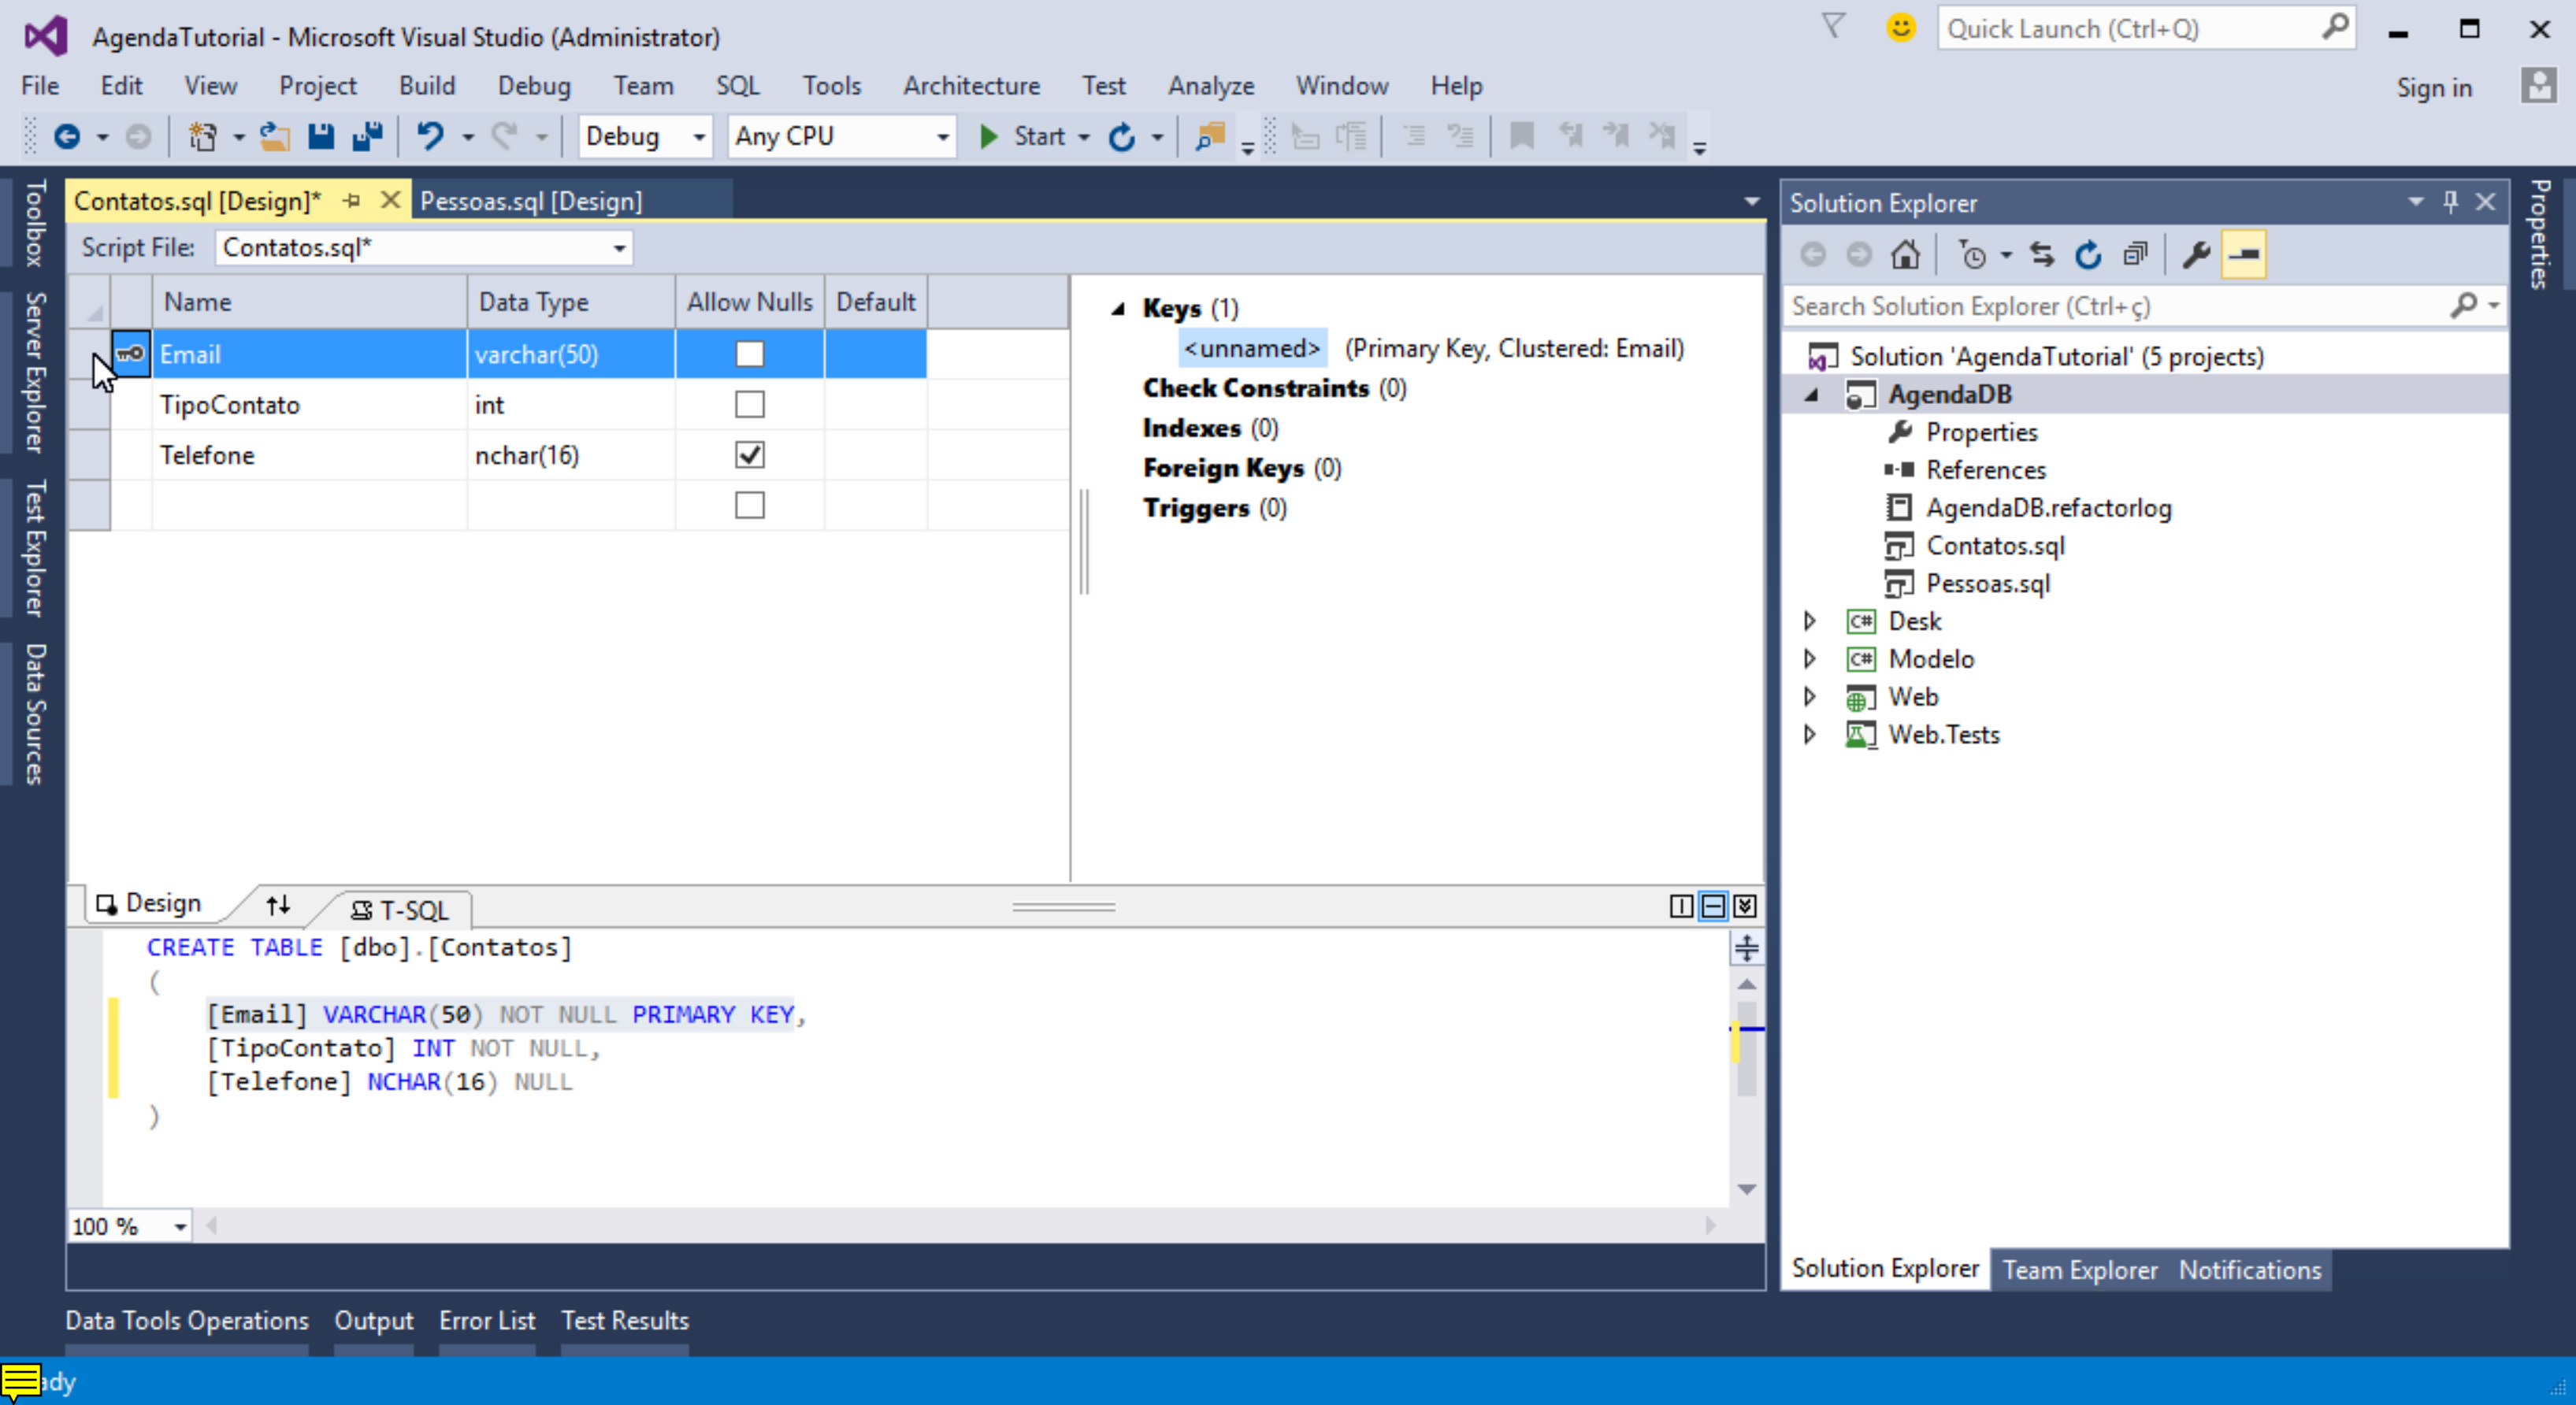 AgendaTutorial - Microsoft Visual Studio (Administrator)
Quick Launch (Ctrl+Q)
File Edit View Project Build Debug Team SQL Tools Architecture Test Analyze Window Help
Sign in
Debug Any CPU Start
Toolbox
Server Explorer
Test Explorer
Data Sources
Contatos.sql [Design]* Pessoas.sql [Design]
Script File: Contatos.sql*
Name Data Type Allow Nulls Default
Email varchar(50)
TipoContato int
Telefone nchar(16)
Keys (1)
<unnamed> (Primary Key, Clustered: Email)
Check Constraints (0)
Indexes (0)
Foreign Keys (0)
Triggers (0)
Design T-SQL
CREATE TABLE [dbo].[Contatos]
(
[Email] VARCHAR(50) NOT NULL PRIMARY KEY,
[TipoContato] INT NOT NULL,
[Telefone] NCHAR(16) NULL
)
100 %
Solution Explorer
Search Solution Explorer (Ctrl+ç)
Solution 'AgendaTutorial' (5 projects)
AgendaDB
Properties
References
AgendaDB.refactorlog
Contatos.sql
Pessoas.sql
C# Desk
C# Modelo
Web
Web.Tests
Solution Explorer Team Explorer Notifications
Properties
Data Tools Operations Output Error List Test Results